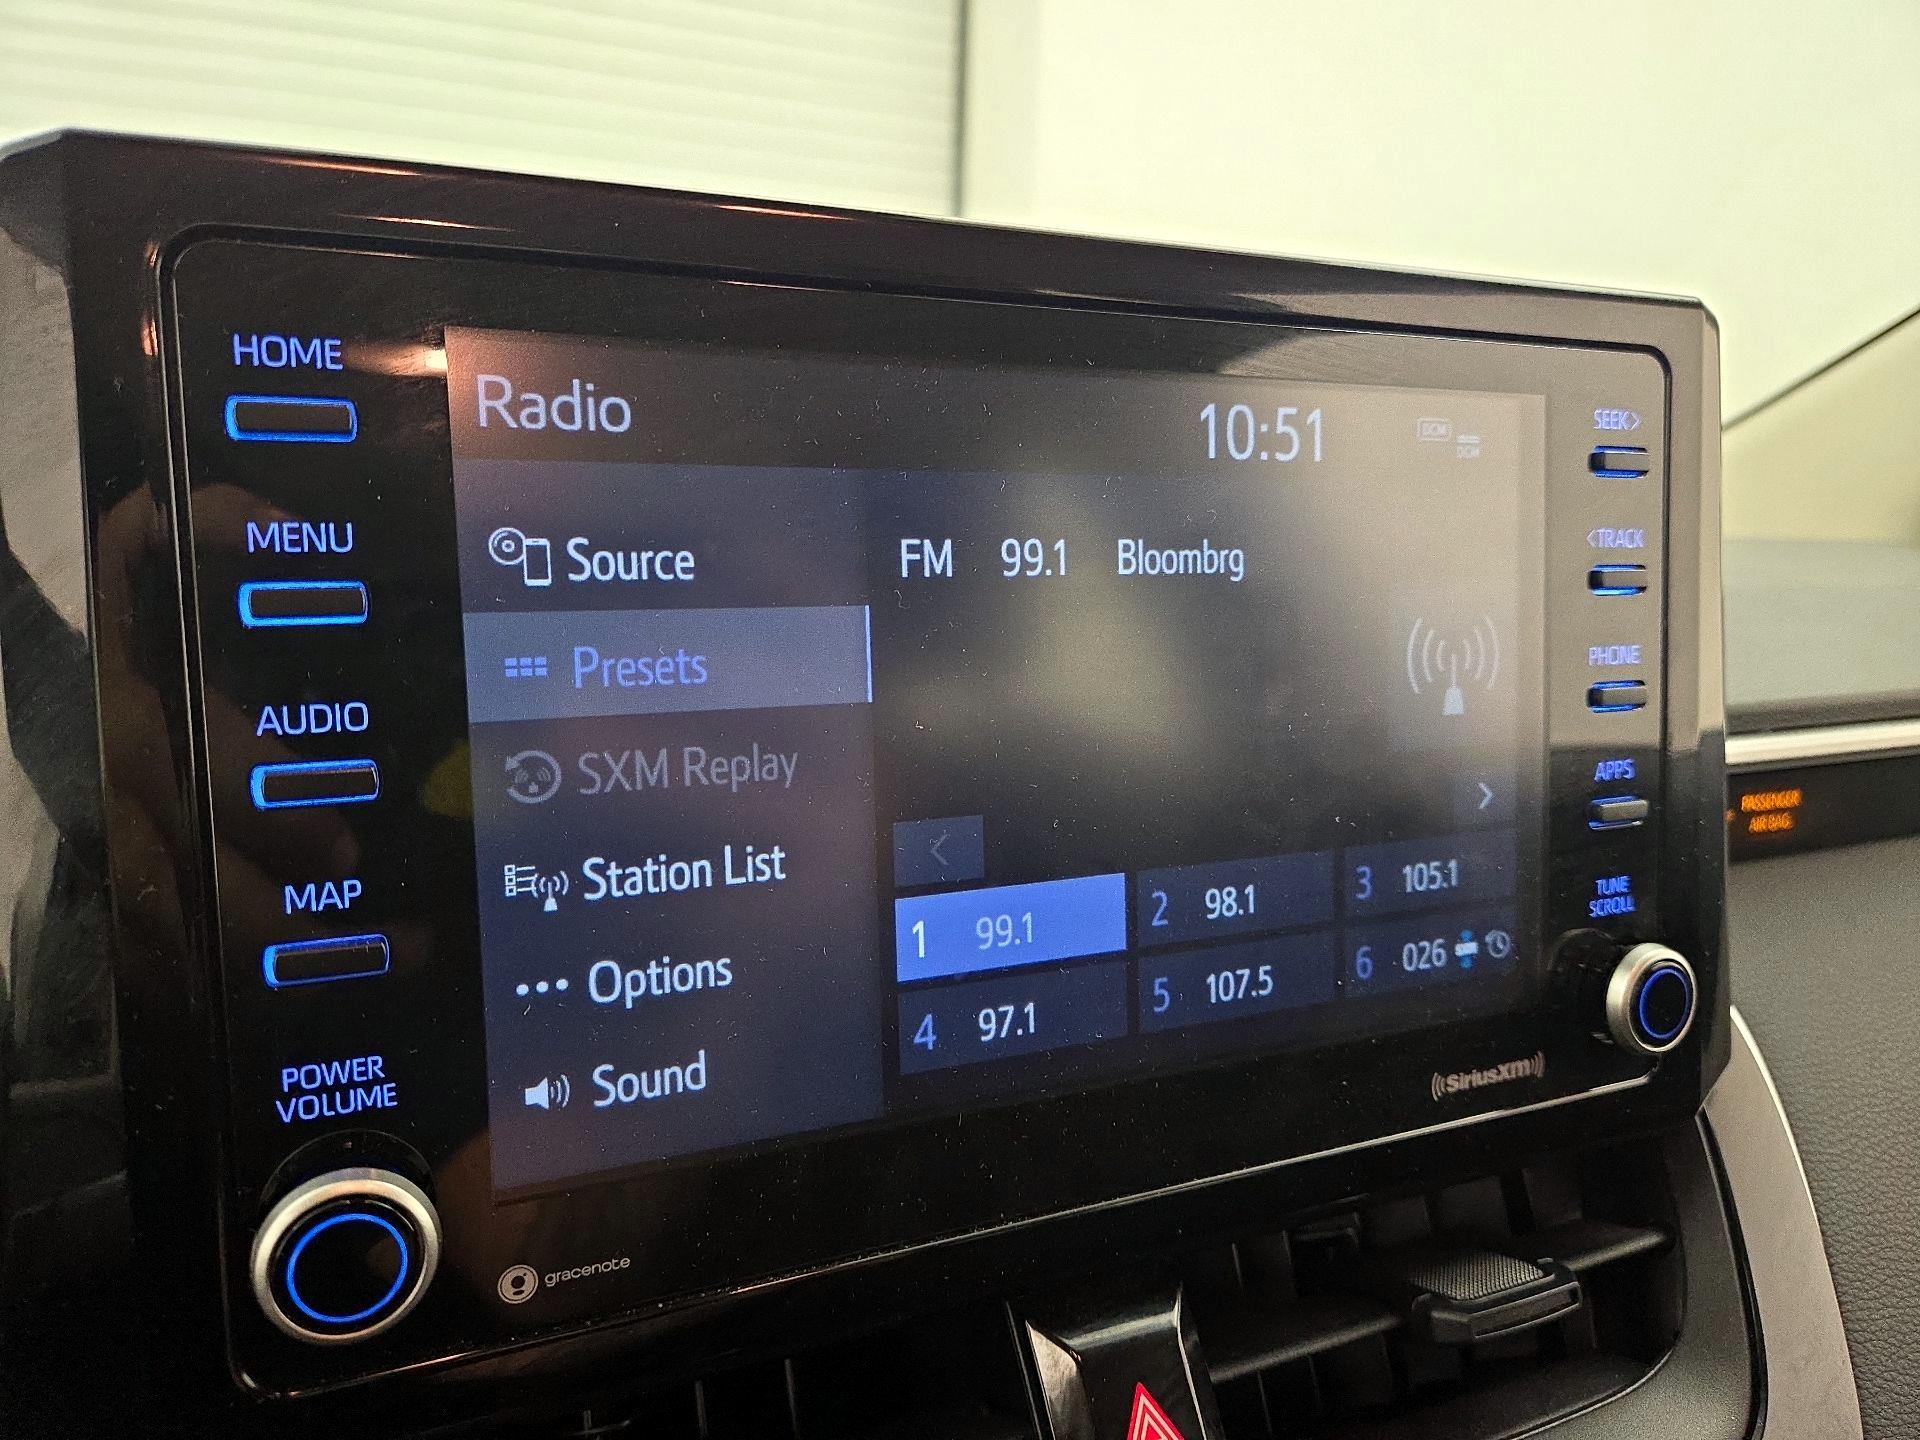 HOME
MENU
AUDIO
MAP
POWER
VOLUME
Radio
10:51
DCM
DCM
Source
Presets
SXM Replay
Station List
Options
Sound
FM 99.1 Bloombrg
1 99.1
2 98.1
3 105.1
4 97.1
5 107.5
6 026
SEEK>
<TRACK
PHONE
APPS
TUNE
SCROLL
gracenote
SiriusXM
PASSENGER
AIR BAG